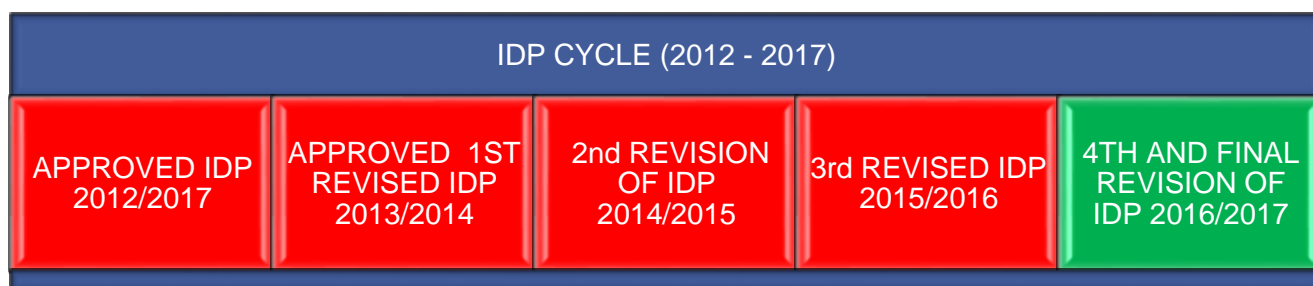 IDP CYCLE (2012 - 2017)
APPROVED IDP
2012/2017
APPROVED 1ST
REVISED IDP
2013/2014
2nd REVISION
OF IDP
2014/2015
3rd REVISED IDP
2015/2016
4TH AND FINAL
REVISION OF
IDP 2016/2017